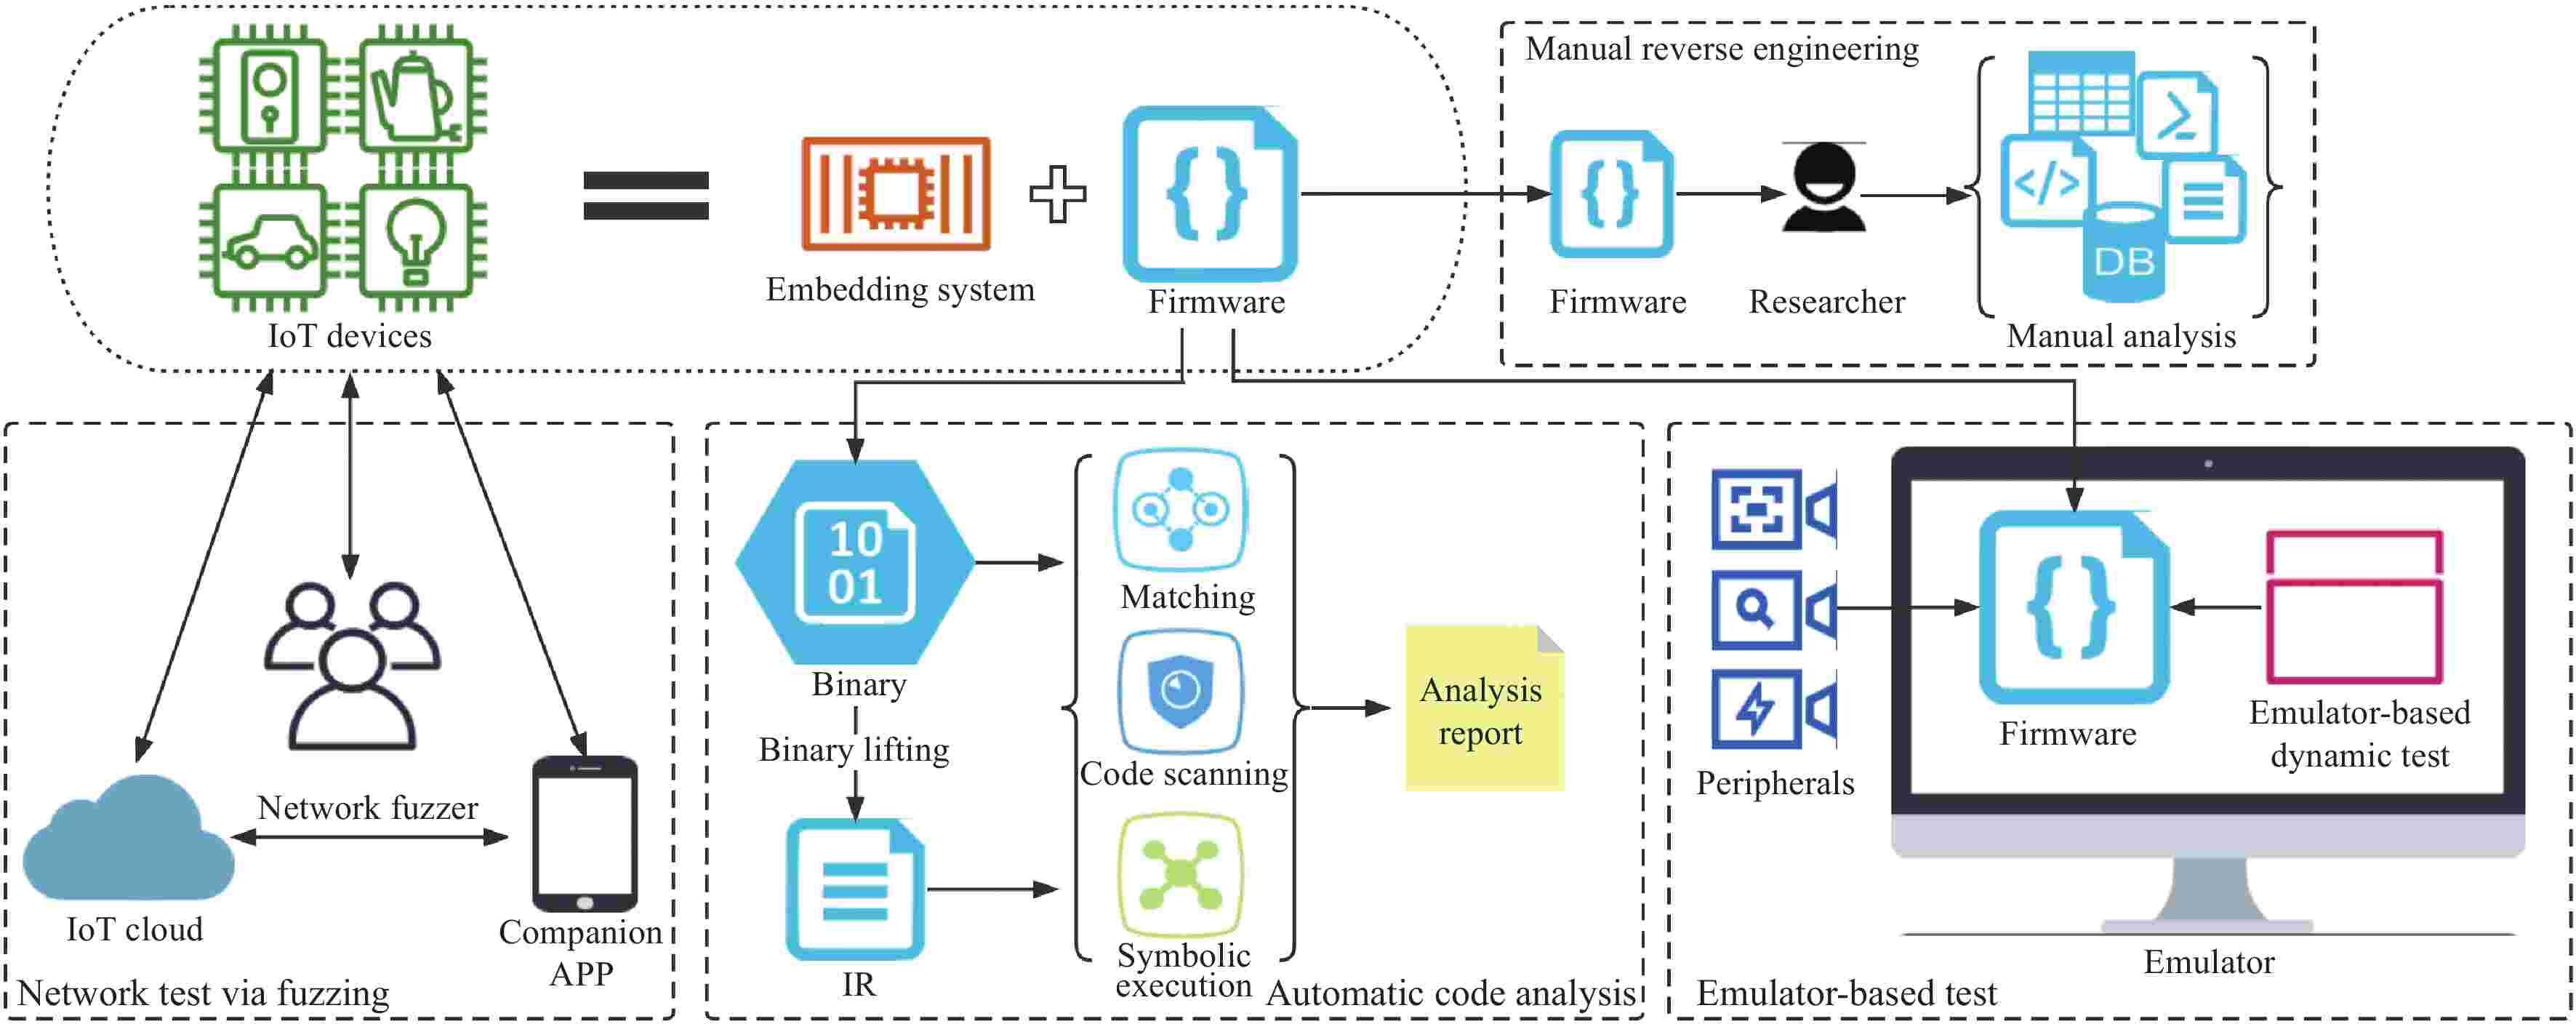 IoT devices
Embedding system
Firmware
Manual reverse engineering
Firmware
Researcher
</>
DB
Manual analysis
Network fuzzer
IoT cloud
Companion
APP
Network test via fuzzing
10
01
Binary
Binary lifting
IR
Matching
Code scanning
Symbolic
execution
Analysis
report
Automatic code analysis
Peripherals
Firmware
Emulator-based
dynamic test
Emulator
Emulator-based test